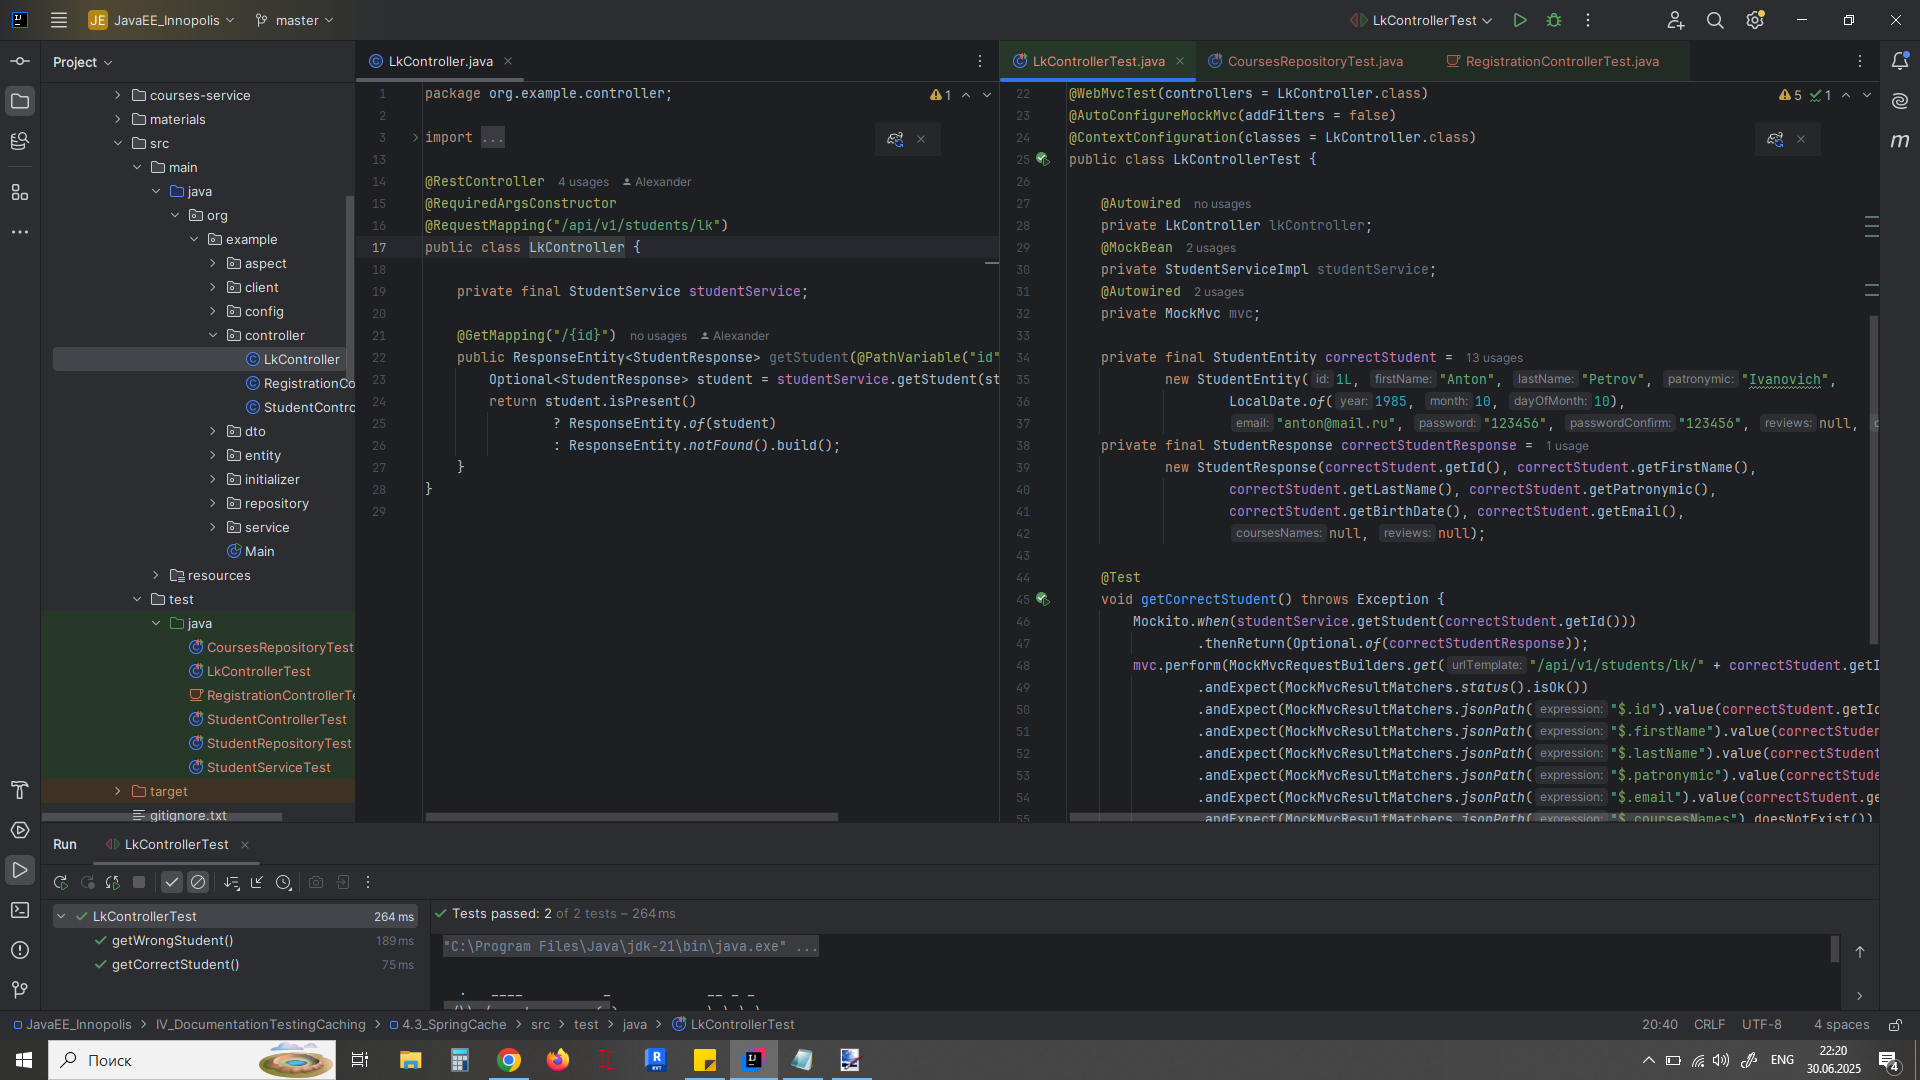 JE JavaEE_Innopolis master LkControllerTest
Project
courses-service
materials
src
main
java
org
example
aspect
client
config
controller
LkController
RegistrationCo
StudentContro
dto
entity
initializer
repository
service
Main
resources
test
java
CoursesRepositoryTest
LkControllerTest
RegistrationControllerTe
StudentControllerTest
StudentRepositoryTest
StudentServiceTest
target
gitignore.txt
LkController.java
1 package org.example.controller;
2
3 import ...
13
14 @RestController 4 usages Alexander
15 @RequiredArgsConstructor
16 @RequestMapping("/api/v1/students/lk")
17 public class LkController {
18
19 private final StudentService studentService;
20
21 @GetMapping("/{id}") no usages Alexander
22 public ResponseEntity<StudentResponse> getStudent(@PathVariable("id"
23 Optional<StudentResponse> student = studentService.getStudent(st
24 return student.isPresent()
25 ? ResponseEntity.of(student)
26 : ResponseEntity.notFound().build();
27 }
28 }
29
1
LkControllerTest.java CoursesRepositoryTest.java RegistrationControllerTest.java
5 1
22 @WebMvcTest(controllers = LkController.class)
23 @AutoConfigureMockMvc(addFilters = false)
24 @ContextConfiguration(classes = LkController.class)
25 public class LkControllerTest {
26
27 @Autowired no usages
28 private LkController lkController;
29 @MockBean 2 usages
30 private StudentServiceImpl studentService;
31 @Autowired 2 usages
32 private MockMvc mvc;
33
34 private final StudentEntity correctStudent = 13 usages
35 new StudentEntity( id: 1L, firstName: "Anton", lastName: "Petrov", patronymic: "Ivanovich",
36 LocalDate.of( year: 1985, month: 10, dayOfMonth: 10),
37 email: "anton@mail.ru", password: "123456", passwordConfirm: "123456", reviews: null,
38 private final StudentResponse correctStudentResponse = 1 usage
39 new StudentResponse(correctStudent.getId(), correctStudent.getFirstName(),
40 correctStudent.getLastName(), correctStudent.getPatronymic(),
41 correctStudent.getBirthDate(), correctStudent.getEmail(),
42 coursesNames: null, reviews: null);
43
44 @Test
45 void getCorrectStudent() throws Exception {
46 Mockito.when(studentService.getStudent(correctStudent.getId()))
47 .thenReturn(Optional.of(correctStudentResponse));
48 mvc.perform(MockMvcRequestBuilders.get( urlTemplate: "/api/v1/students/lk/" + correctStudent.getI
49 .andExpect(MockMvcResultMatchers.status().isOk())
50 .andExpect(MockMvcResultMatchers.jsonPath( expression: "$.id").value(correctStudent.getId
51 .andExpect(MockMvcResultMatchers.jsonPath( expression: "$.firstName").value(correctStuden
52 .andExpect(MockMvcResultMatchers.jsonPath( expression: "$.lastName").value(correctStudent
53 .andExpect(MockMvcResultMatchers.jsonPath( expression: "$.patronymic").value(correctStude
54 .andExpect(MockMvcResultMatchers.jsonPath( expression: "$.email").value(correctStudent.ge
55 .andExpect(MockMvcResultMatchers.jsonPath( expression: "$.coursesNames").doesNotExist())
Run LkControllerTest
LkControllerTest 264 ms
getWrongStudent() 189 ms
getCorrectStudent() 75 ms
Tests passed: 2 of 2 tests – 264 ms
"C:\Program Files\Java\jdk-21\bin\java.exe" ...
JavaEE_Innopolis IV_DocumentationTestingCaching 4.3_SpringCache src test java LkControllerTest
20:40 CRLF UTF-8 4 spaces
Поиск
ENG
22:20
30.06.2025
4